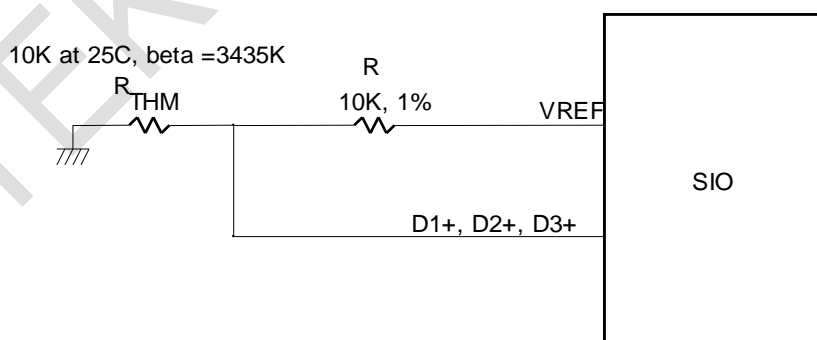 10K at 25C, beta =3435K
R
THM
R
10K, 1%
VREF
SIO
D1+, D2+, D3+